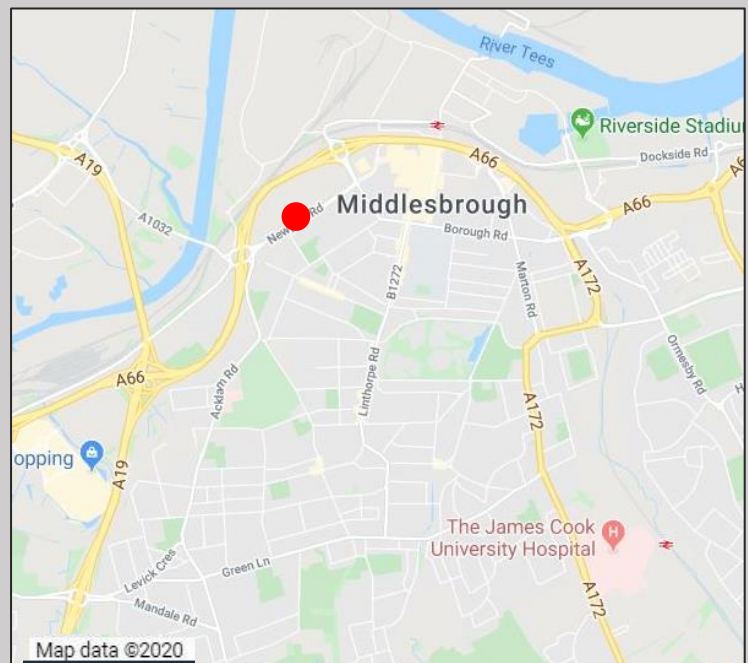 River Tees
Riverside Stadiu
Dockside Rd
A19
A66
A66
A1032
Middlesbrough
Borough Rd
B1272
Marton Rd
A172
Ormesby Rd
Linthorpe Rd
Acklam Rd
A66
A172
opping
A19
The James Cook
University Hospital
H
Levick Cres
Green Ln
Mandale Rd
A172
Map data ©2020